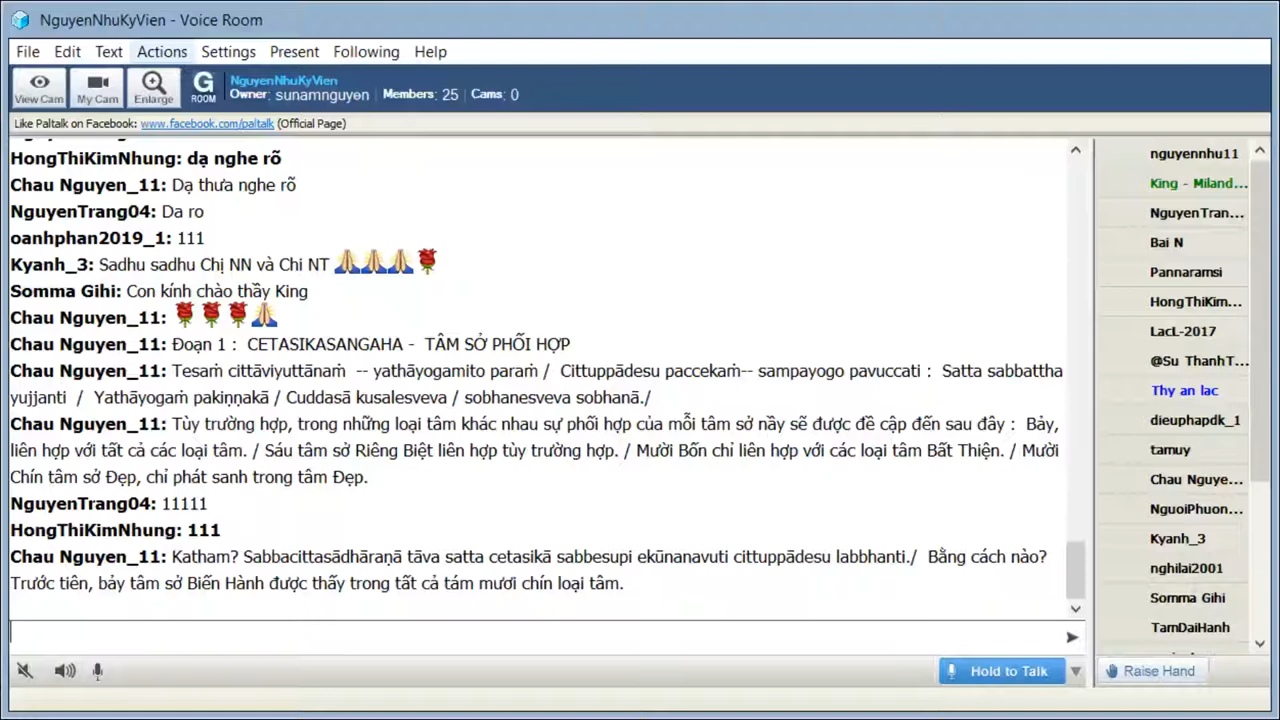 NguyenNhuKyVien - Voice Room
File Edit Text Actions Settings Present Following Help
View Cam My Cam Enlarge G ROOM NguyenNhuKyVien
Owner: sunamnguyen Members: 25 Cams: 0
Like Paltalk on Facebook: www.facebook.com/paltalk (Official Page)
HongThiKimNhung: dạ nghe rõ
Chau Nguyen_11: Dạ thưa nghe rõ
NguyenTrang04: Da ro
oanhphan2019_1: 111
Kyanh_3: Sadhu sadhu Chị NN và Chi NT
Somma Gihi: Con kính chào thầy King
Chau Nguyen_11:
Chau Nguyen_11: Đoạn 1 : CETASIKASANGAHA - TÂM SỞ PHỐI HỢP
Chau Nguyen_11: Tesaṁ cittāviyuttānaṁ -- yathāyogamito paraṁ / Cittuppādesu paccekaṁ-- sampayogo pavuccati : Satta sabbattha
yujjanti / Yathāyogaṁ pakiṇṇakā / Cuddasā kusalesveva / sobhanesveva sobhanā./
Chau Nguyen_11: Tùy trường hợp, trong những loại tâm khác nhau sự phối hợp của mỗi tâm sở nầy sẽ được đề cập đến sau đây : Bảy,
liên hợp với tất cả các loại tâm. / Sáu tâm sở Riêng Biệt liên hợp tùy trường hợp. / Mười Bốn chỉ liên hợp với các loại tâm Bất Thiện. / Mười
Chín tâm sở Đẹp, chỉ phát sanh trong tâm Đẹp.
NguyenTrang04: 11111
HongThiKimNhung: 111
Chau Nguyen_11: Katham? Sabbacittasādhāraṇā tāva satta cetasikā sabbesupi ekūnanavuti cittuppādesu labbhanti./ Bằng cách nào?
Trước tiên, bảy tâm sở Biến Hành được thấy trong tất cả tám mươi chín loại tâm.
nguyennhu11
King - Miland...
NguyenTran...
Bai N
Pannaramsi
HongThiKim...
LacL-2017
@Su ThanhT...
Thy an lac
dieuphapdk_1
tamuy
Chau Nguye...
NguoiPhuon...
Kyanh_3
nghilai2001
Somma Gihi
TamDaiHanh
Hold to Talk
Raise Hand